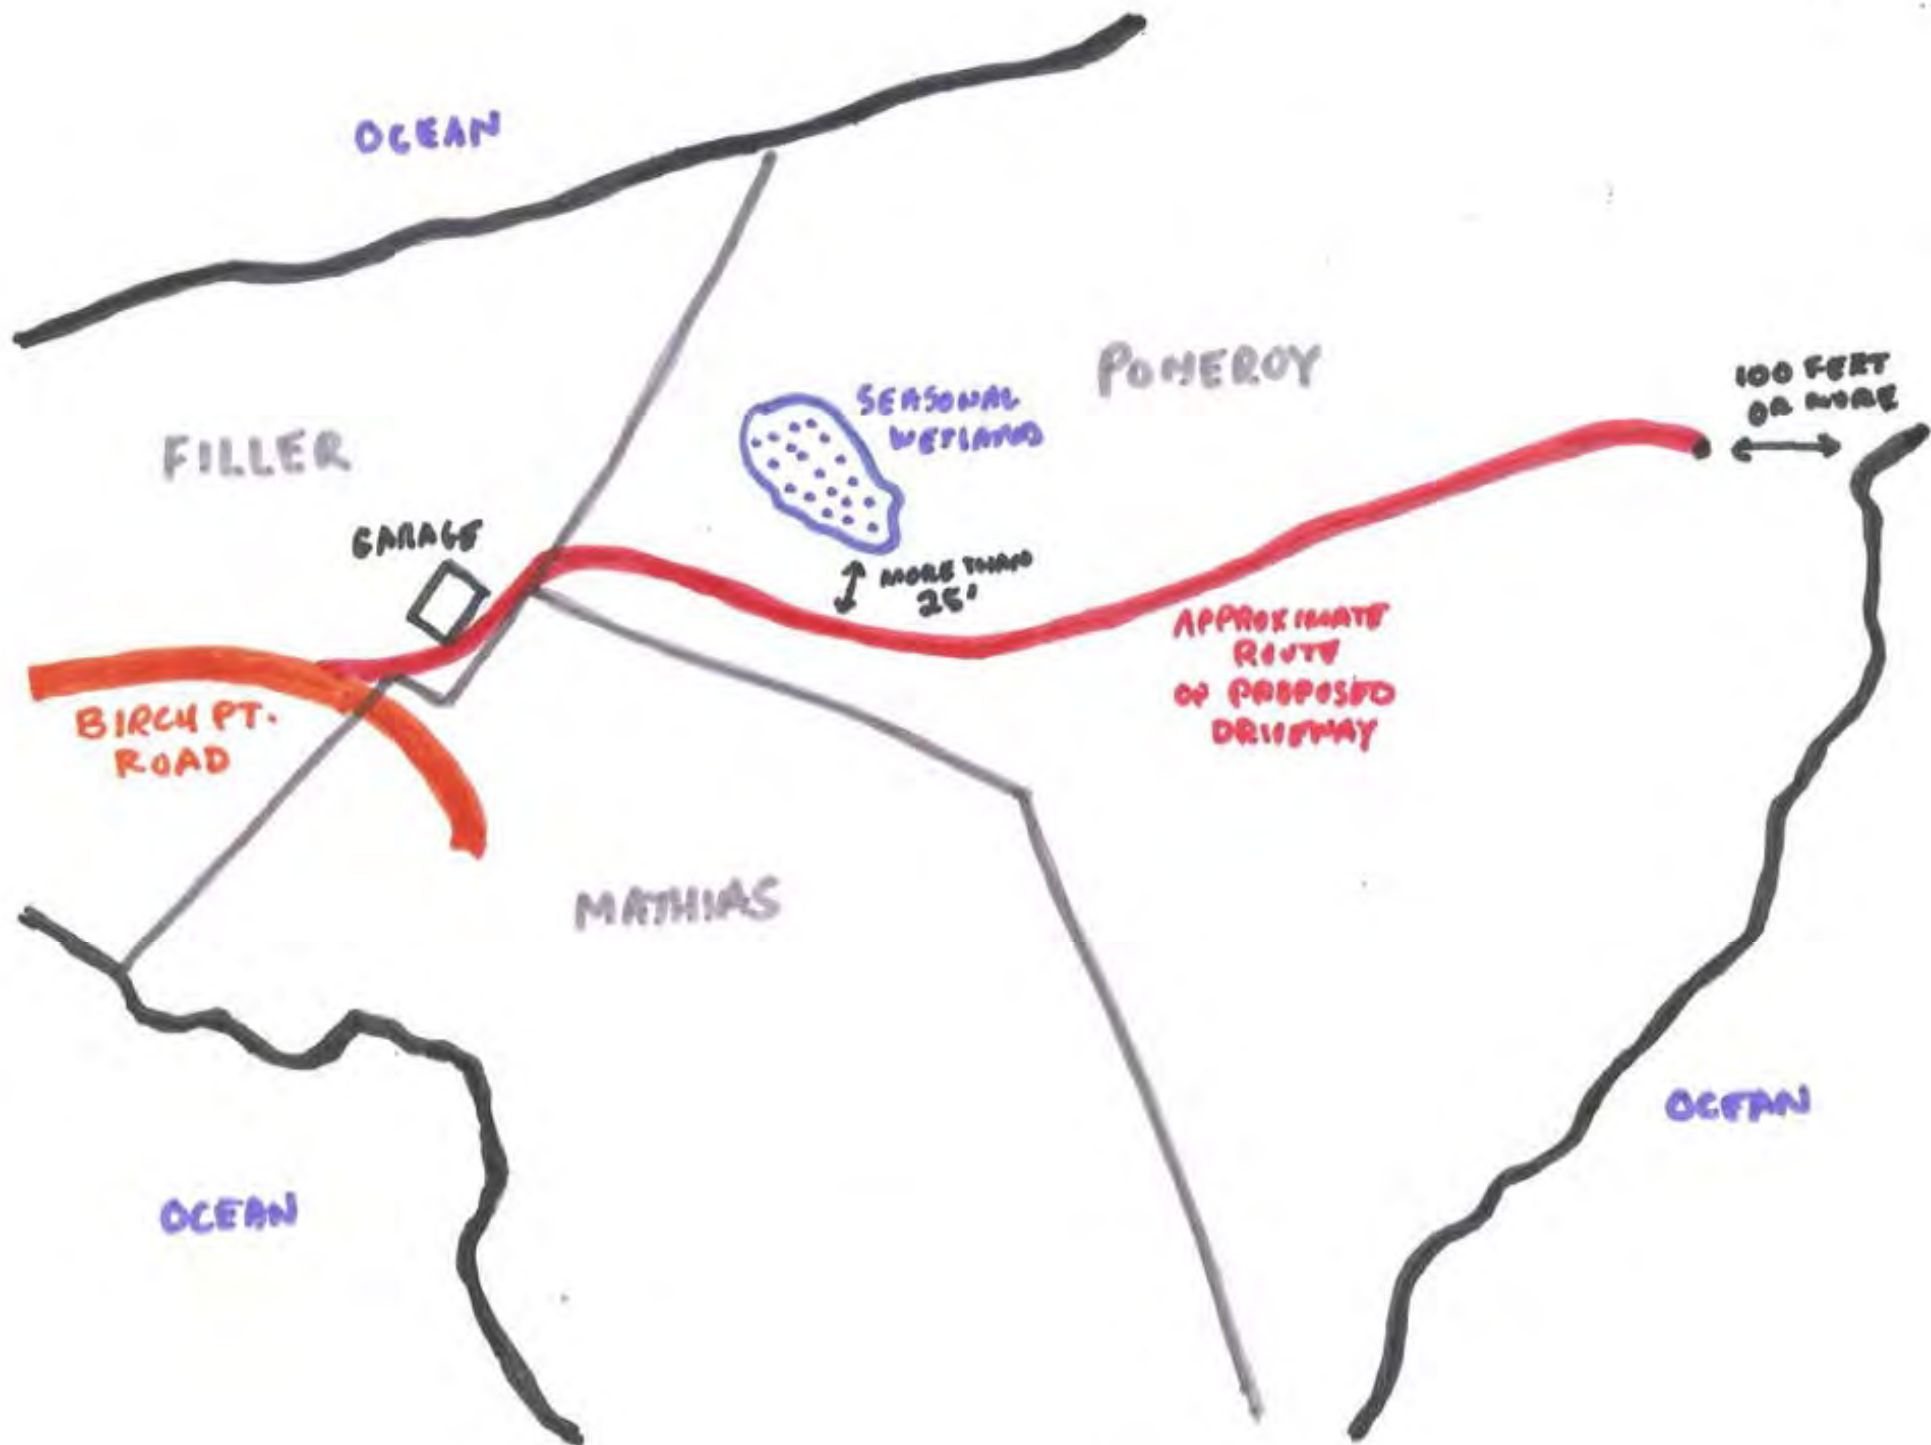 OCEAN
POMEROY
100 FEET
OR MORE
SEASONAL
WETLAND
FILLER
GARAGE
MORE THAN
25'
APPROXIMATE
ROUTE
OF PROPOSED
DRIVEWAY
BIRCH PT.
ROAD
MATHIAS
OCEAN
OCEAN